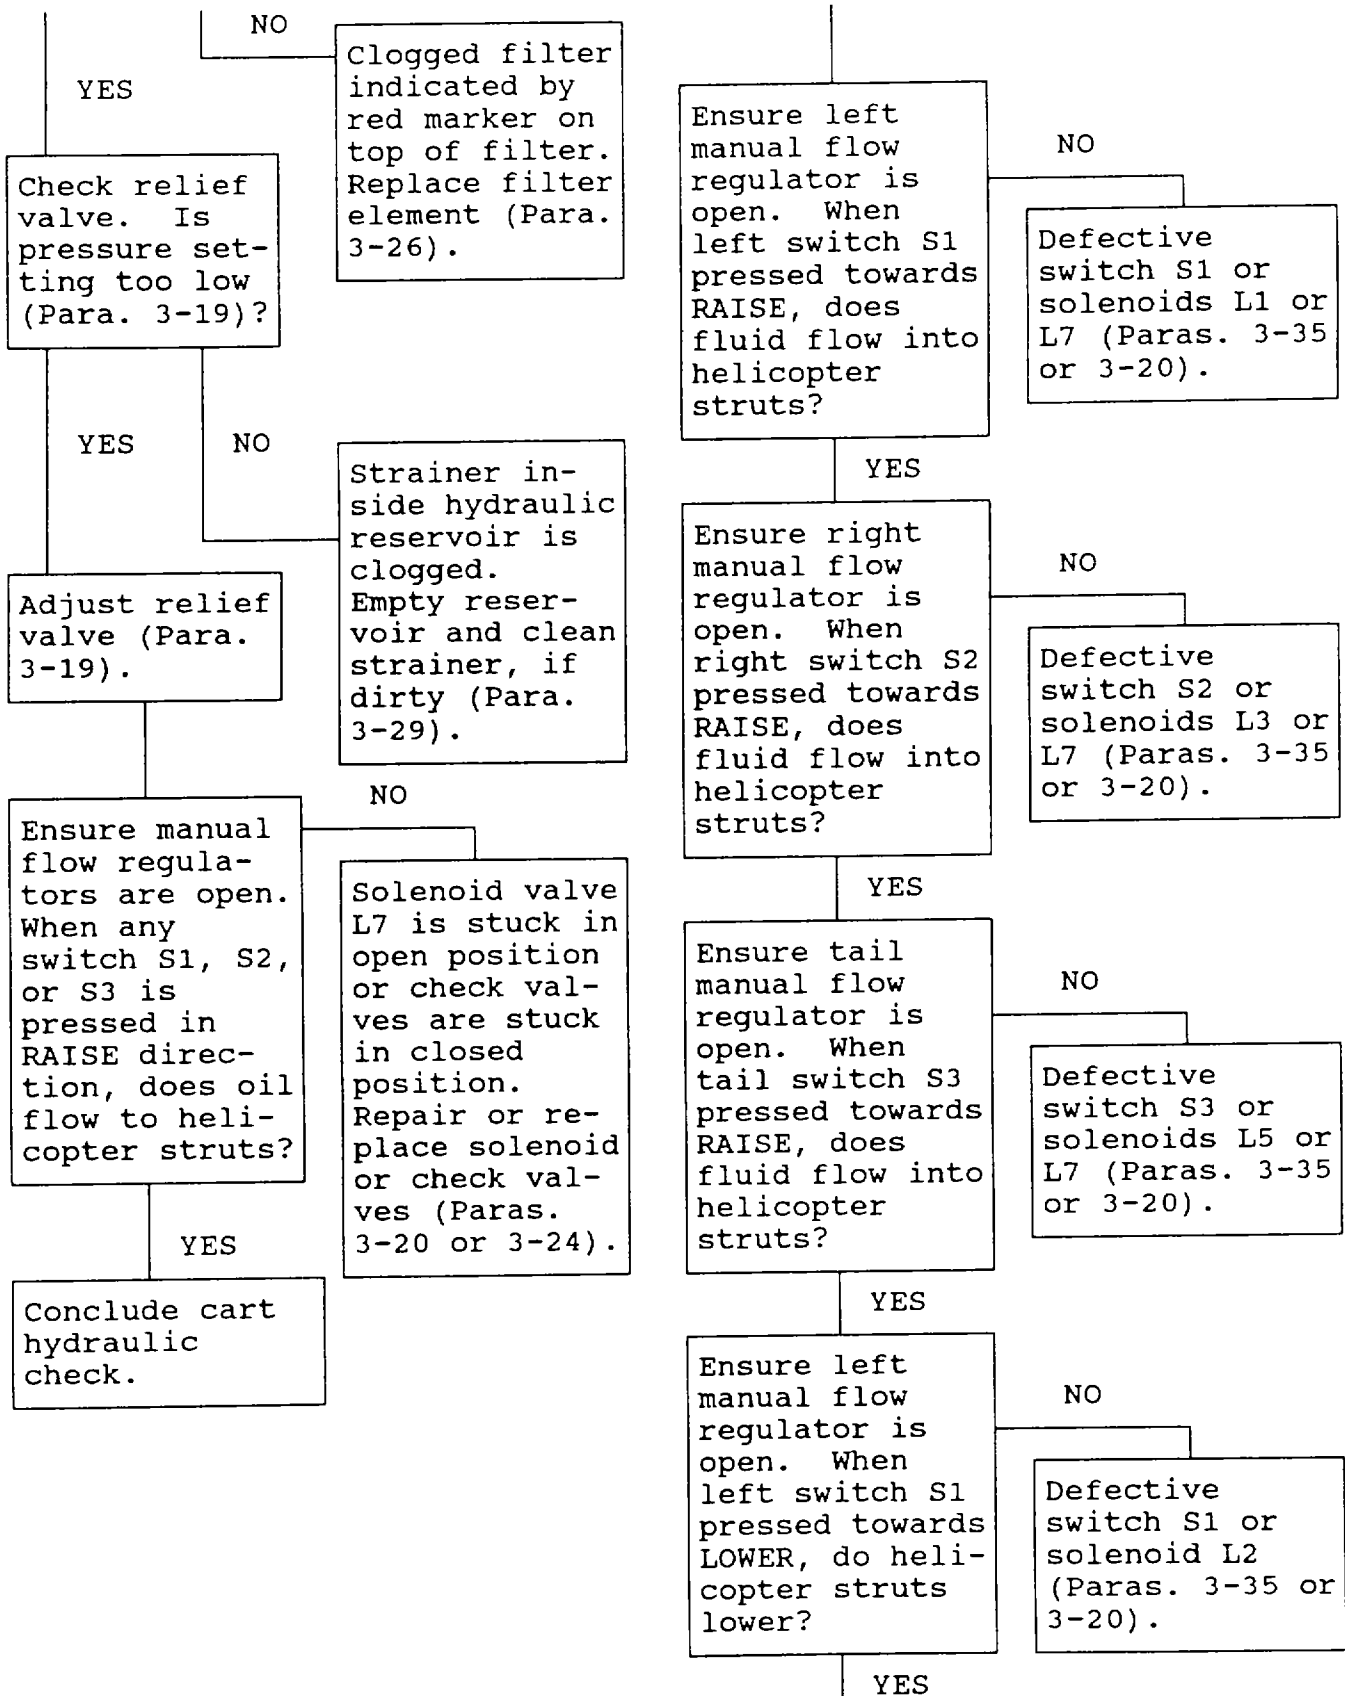 NO
Clogged filter
indicated by
red marker on
top of filter.
Replace filter
element (Para.
3-26).
YES
Check relief
valve.  Is
pressure set-
ting too low
(Para. 3-19)?
YES
NO
Strainer in-
side hydraulic
reservoir is
clogged.
Empty reser-
voir and clean
strainer, if
dirty (Para.
3-29).
Adjust relief
valve (Para.
3-19).
Ensure manual
flow regula-
tors are open.
When any
switch S1, S2,
or S3 is
pressed in
RAISE direc-
tion, does oil
flow to heli-
copter struts?
NO
Solenoid valve
L7 is stuck in
open position
or check val-
ves are stuck
in closed
position.
Repair or re-
place solenoid
or check val-
ves (Paras.
3-20 or 3-24).
YES
Conclude cart
hydraulic
check.
Ensure left
manual flow
regulator is
open.  When
left switch S1
pressed towards
RAISE, does
fluid flow into
helicopter
struts?
NO
Defective
switch S1 or
solenoids L1 or
L7 (Paras. 3-35
or 3-20).
YES
Ensure right
manual flow
regulator is
open.  When
right switch S2
pressed towards
RAISE, does
fluid flow into
helicopter
struts?
NO
Defective
switch S2 or
solenoids L3 or
L7 (Paras. 3-35
or 3-20).
YES
Ensure tail
manual flow
regulator is
open.  When
tail switch S3
pressed towards
RAISE, does
fluid flow into
helicopter
struts?
NO
Defective
switch S3 or
solenoids L5 or
L7 (Paras. 3-35
or 3-20).
YES
Ensure left
manual flow
regulator is
open.  When
left switch S1
pressed towards
LOWER, do heli-
copter struts
lower?
NO
Defective
switch S1 or
solenoid L2
(Paras. 3-35 or
3-20).
YES